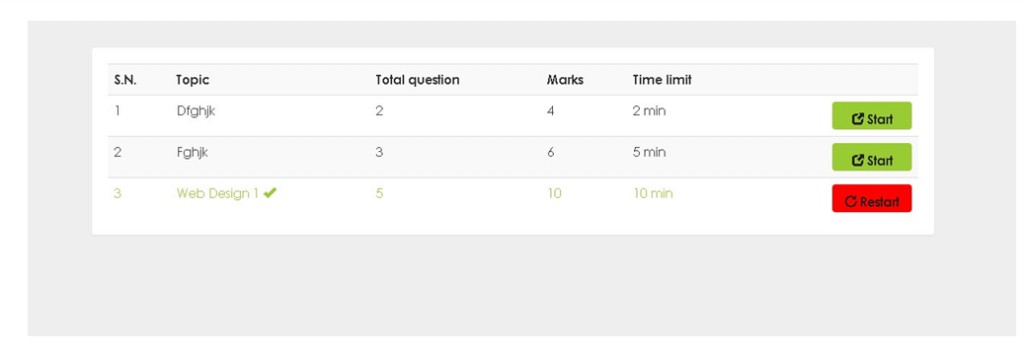 S.N. Topic Total question Marks Time limit
1 Dfghjk 2 4 2 min Start
2 Fghjk 3 6 5 min Start
3 Web Design 1 ✔ 5 10 10 min Restart